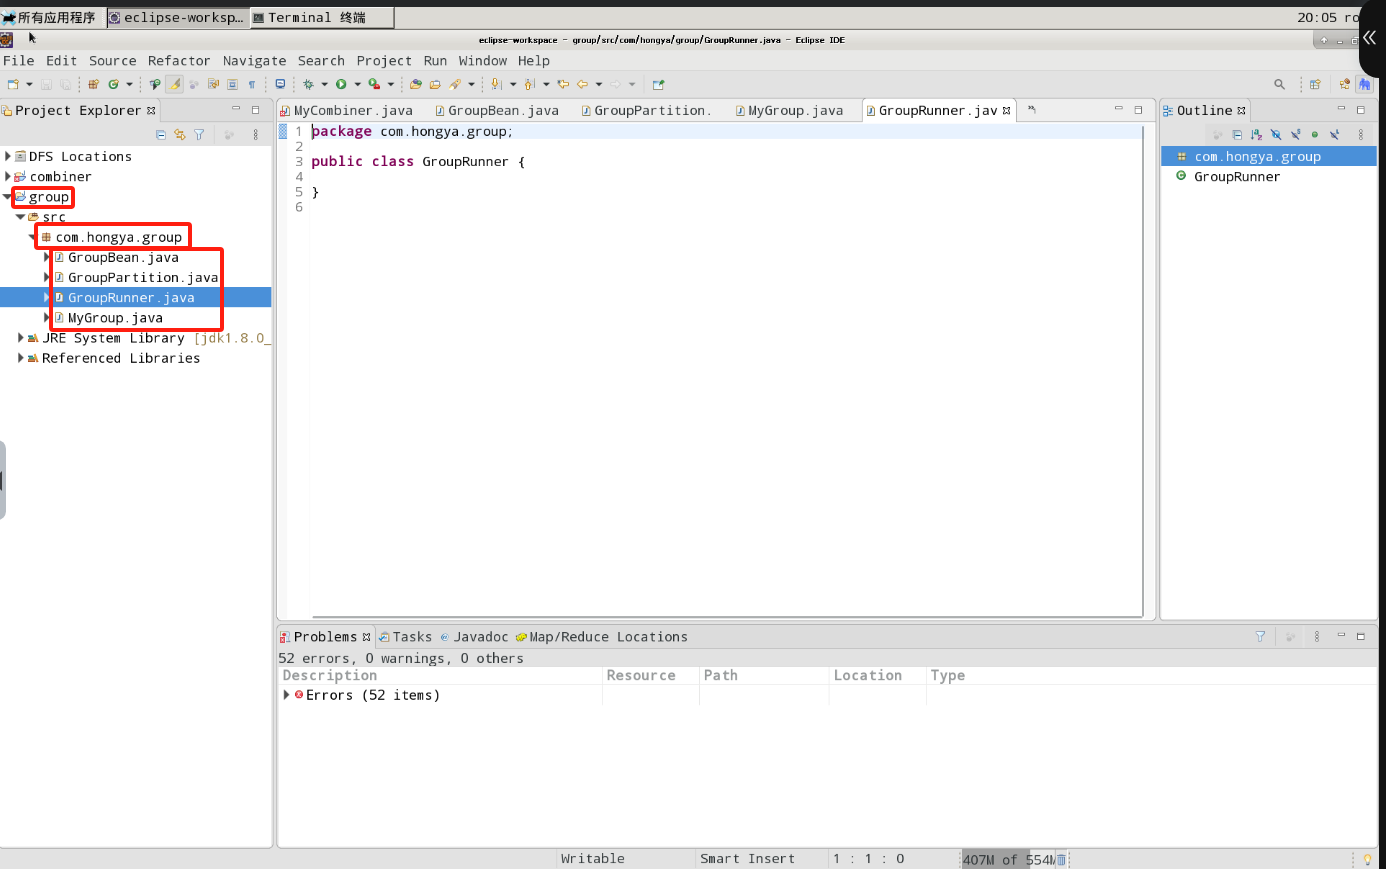 所有应用程序 eclipse-worksp... Terminal 终端 20:05 ro
eclipse-workspace - group/src/com/hongya/group/GroupRunner.java - Eclipse IDE
File Edit Source Refactor Navigate Search Project Run Window Help
Project Explorer
DFS Locations
combiner
group
src
com.hongya.group
GroupBean.java
GroupPartition.java
GroupRunner.java
MyGroup.java
JRE System Library [jdk1.8.0_
Referenced Libraries
MyCombiner.java GroupBean.java GroupPartition. MyGroup.java GroupRunner.jav
1 package com.hongya.group;
2
3 public class GroupRunner {
4
5 }
6
Outline
com.hongya.group
GroupRunner
Problems Tasks Javadoc Map/Reduce Locations
52 errors, 0 warnings, 0 others
Description Resource Path Location Type
Errors (52 items)
Writable Smart Insert 1 : 1 : 0 407M of 554M